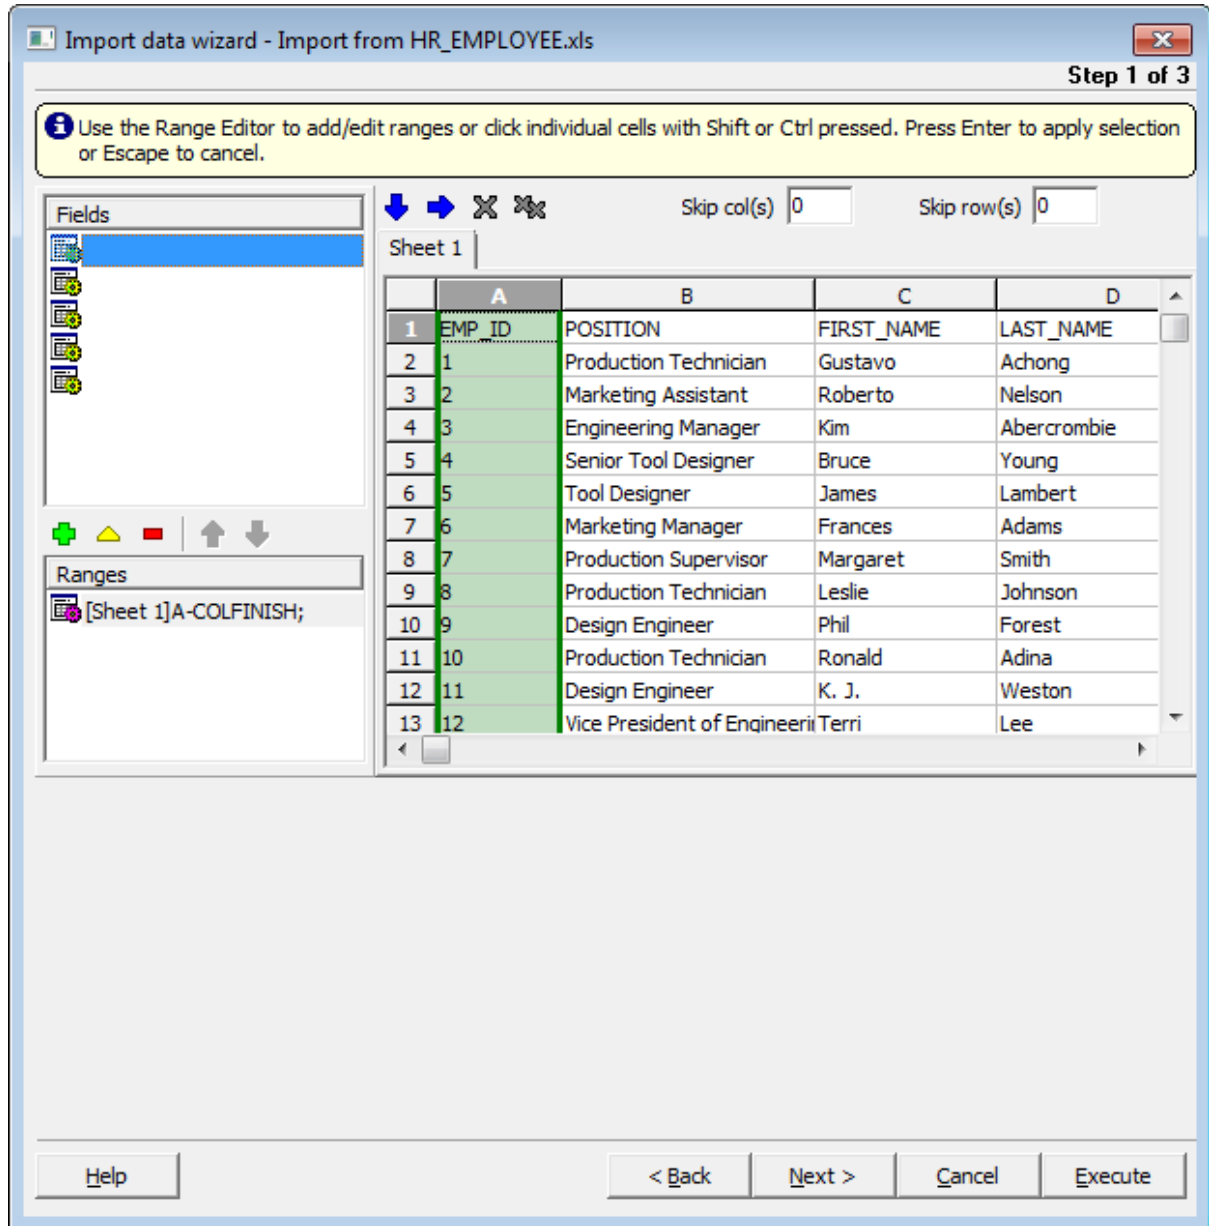 Import data wizard - Import from HR_EMPLOYEE.xls
Step 1 of 3
Use the Range Editor to add/edit ranges or click individual cells with Shift or Ctrl pressed. Press Enter to apply selection
or Escape to cancel.
Fields
Skip col(s) 0 Skip row(s) 0
Sheet 1
A B C D
1 EMP_ID POSITION FIRST_NAME LAST_NAME
2 1 Production Technician Gustavo Achong
3 2 Marketing Assistant Roberto Nelson
4 3 Engineering Manager Kim Abercrombie
5 4 Senior Tool Designer Bruce Young
6 5 Tool Designer James Lambert
7 6 Marketing Manager Frances Adams
8 7 Production Supervisor Margaret Smith
9 8 Production Technician Leslie Johnson
10 9 Design Engineer Phil Forest
11 10 Production Technician Ronald Adina
12 11 Design Engineer K. J. Weston
13 12 Vice President of Engineerin Terri Lee
Ranges
[Sheet 1]A-COLFINISH;
Help < Back Next > Cancel Execute